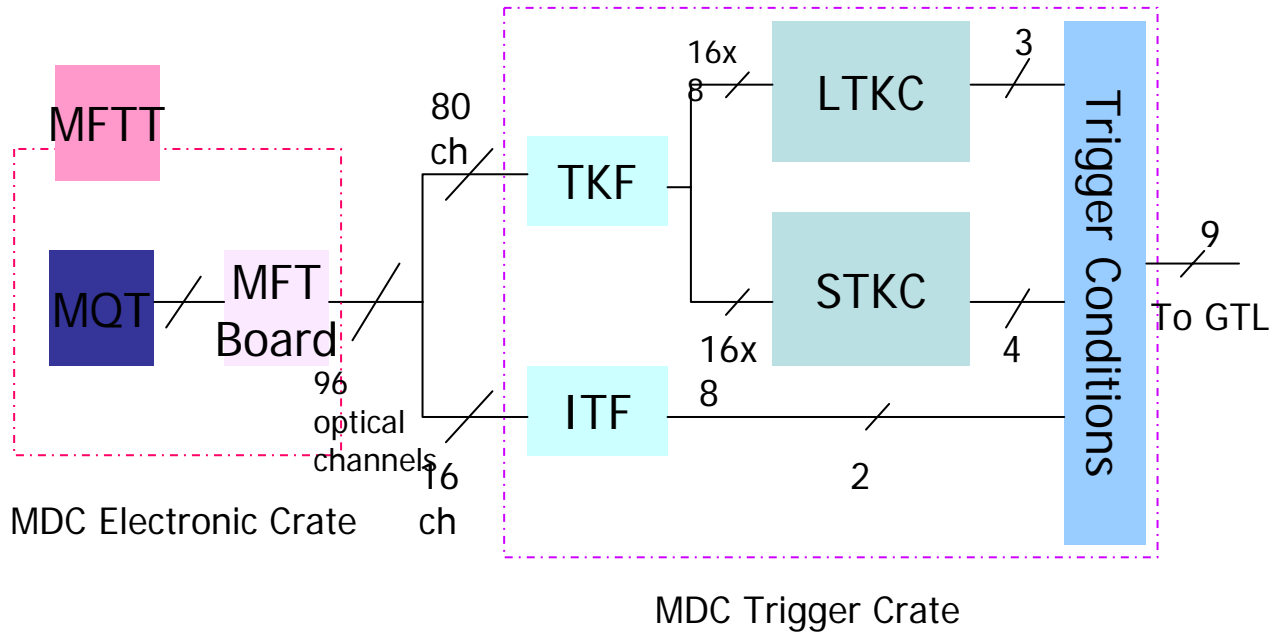 MFTT
MQT
MFT
Board
96
optical
channels
MDC Electronic Crate
80
ch
16
ch
TKF
ITF
16x
8
16x
8
LTKC
STKC
3
4
2
Trigger Conditions
9
To GTL
MDC Trigger Crate